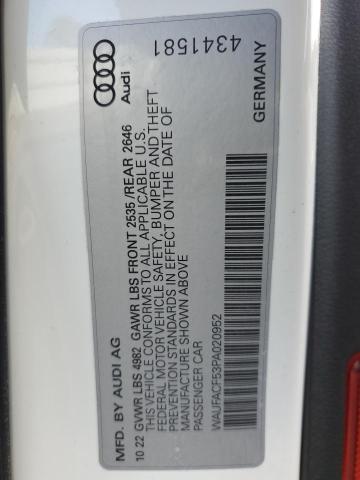 MFD. BY AUDI AG
Audi
4341581
10 22 GVWR LBS 4982 GAWR LBS FRONT 2535 /REAR 2646
THIS VEHICLE CONFORMS TO ALL APPLICABLE U.S.
FEDERAL MOTOR VEHICLE SAFETY, BUMPER AND THEFT
PREVENTION STANDARDS IN EFFECT ON THE DATE OF
MANUFACTURE SHOWN ABOVE
PASSENGER CAR
WAUFACF53PA020952
GERMANY